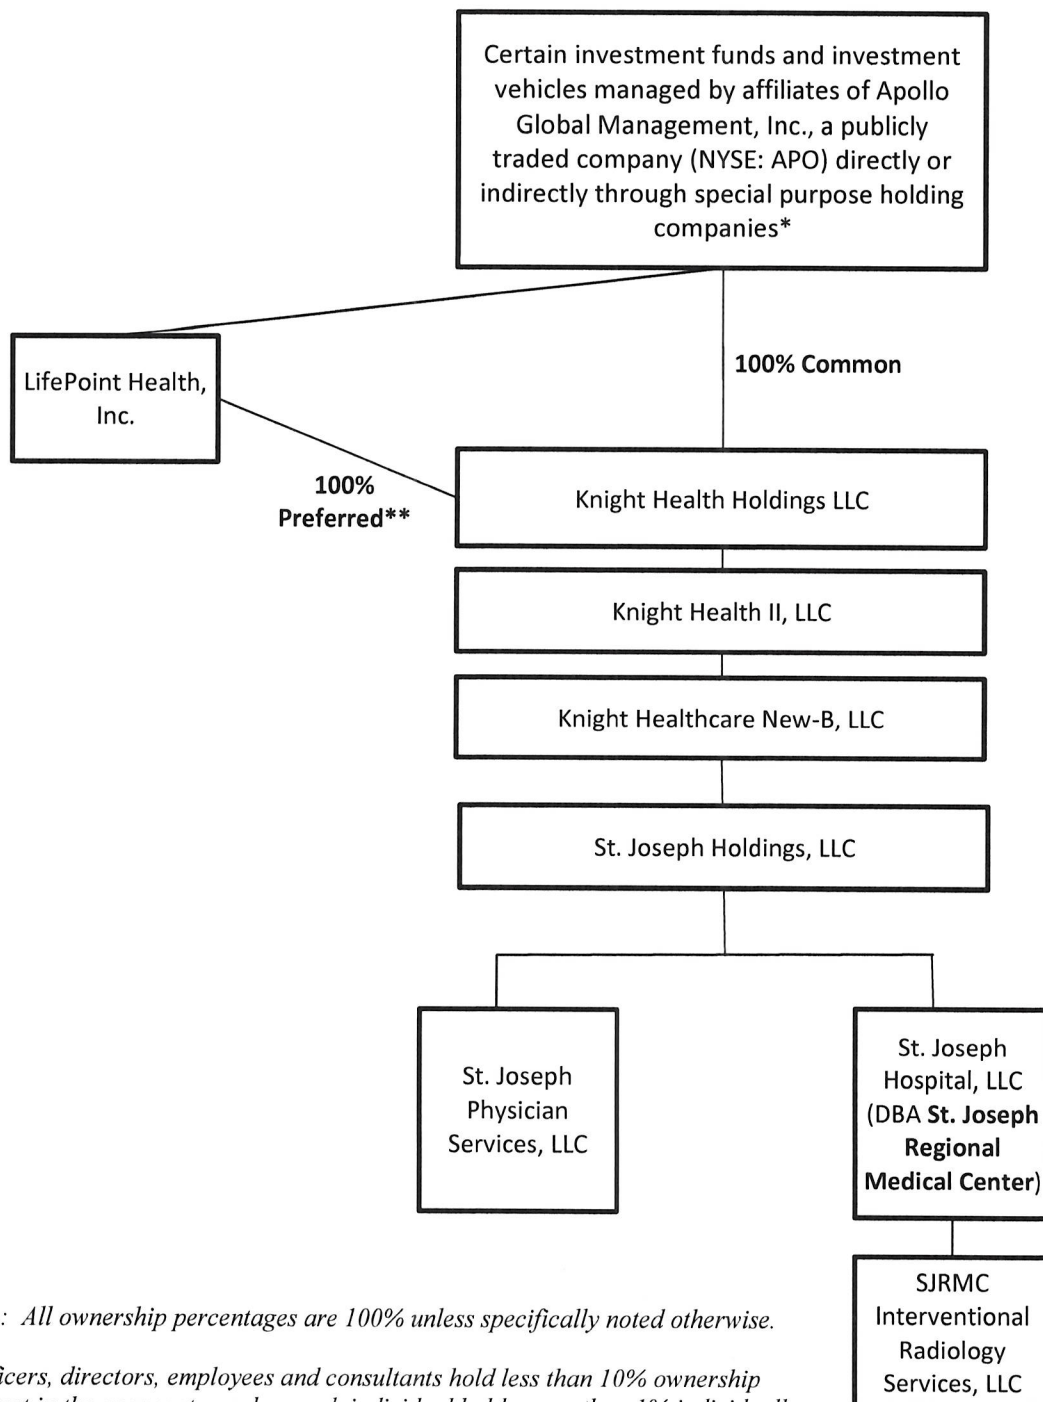 Certain investment funds and investment
vehicles managed by affiliates of Apollo
Global Management, Inc., a publicly
traded company (NYSE: APO) directly or
indirectly through special purpose holding
companies*
LifePoint Health,
Inc.
100% Common
100%
Preferred**
Knight Health Holdings LLC
Knight Health II, LLC
Knight Healthcare New-B, LLC
St. Joseph Holdings, LLC
St. Joseph
Physician
Services, LLC
St. Joseph
Hospital, LLC
(DBA St. Joseph
Regional
Medical Center)
SJRMC
Interventional
Radiology
Services, LLC
: All ownership percentages are 100% unless specifically noted otherwise.
icers, directors, employees and consultants hold less than 10% ownership